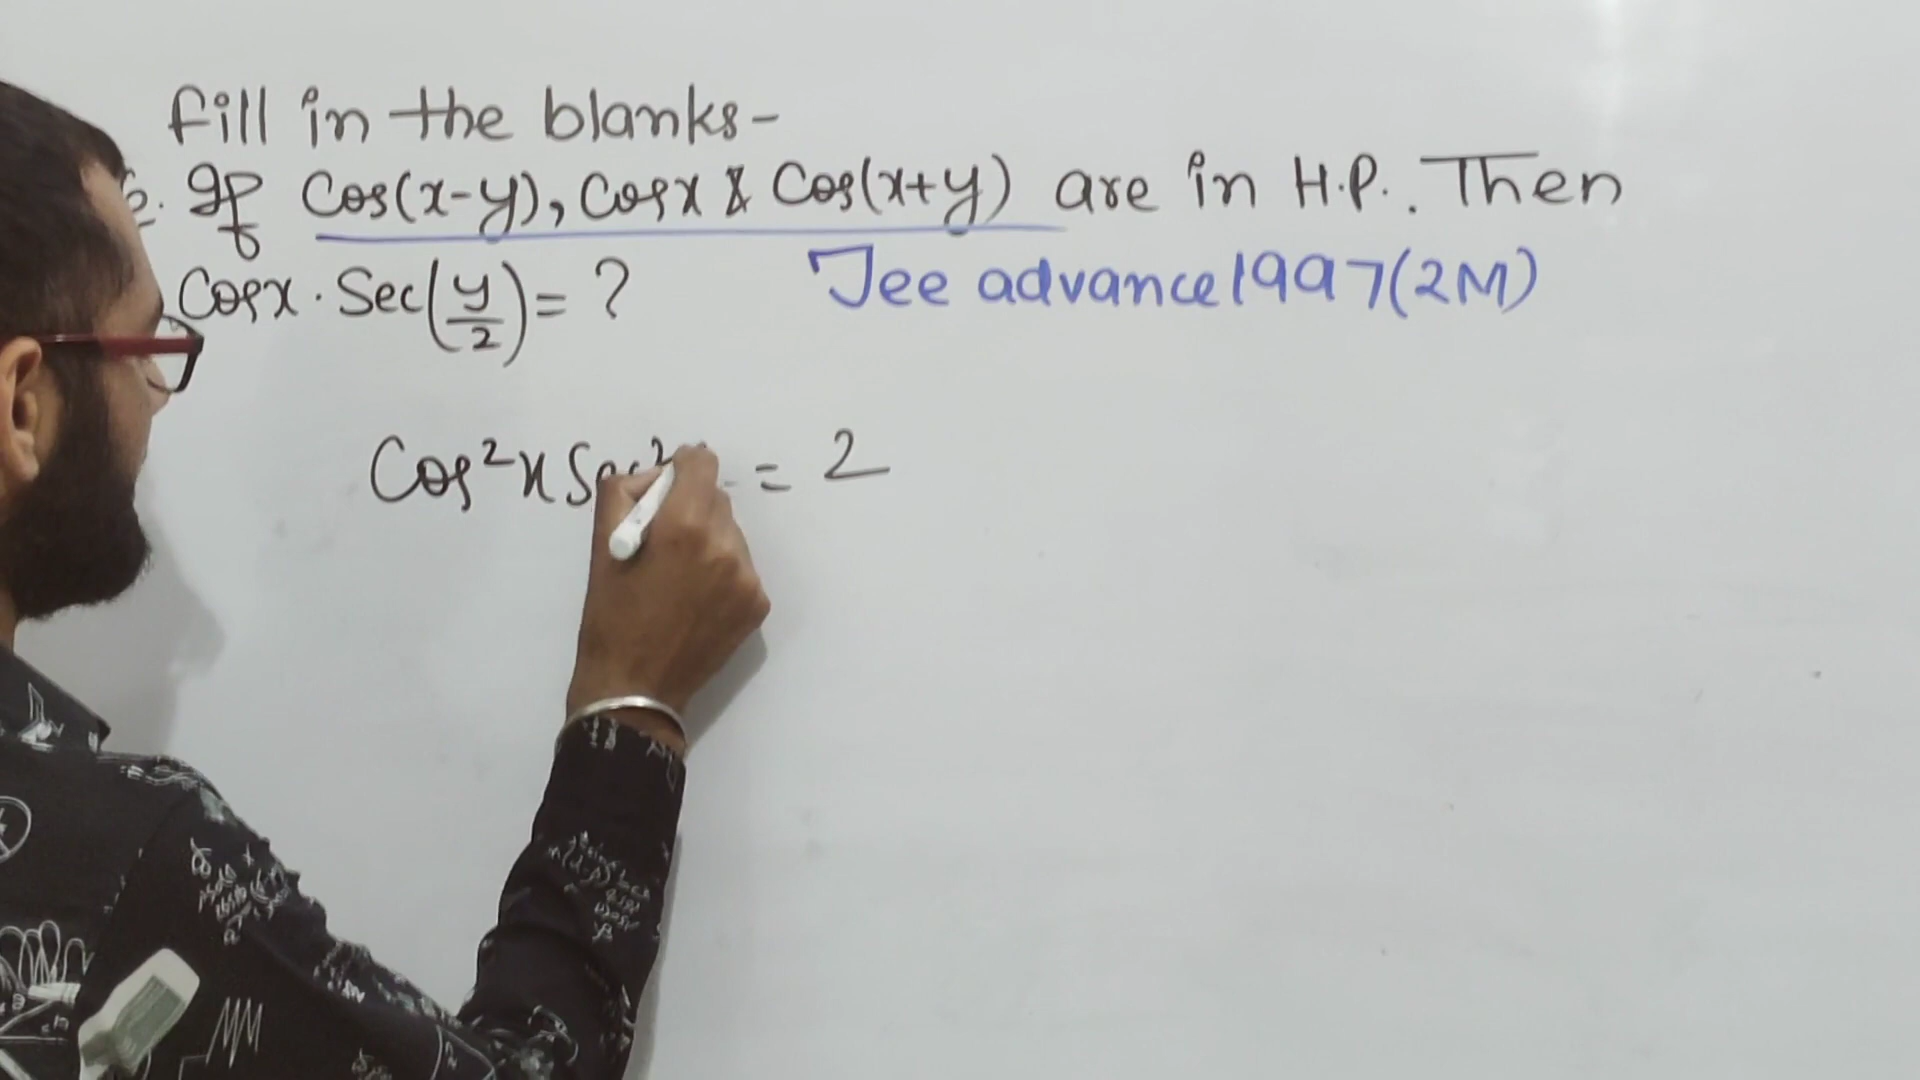 Fill in the blanks-
If Cos(x-y), Cosx & Cos(x+y) are in H.P.. Then
Cosx · Sec(y/2) = ?
Jee advance 1997(2M)
Cos²x = 2